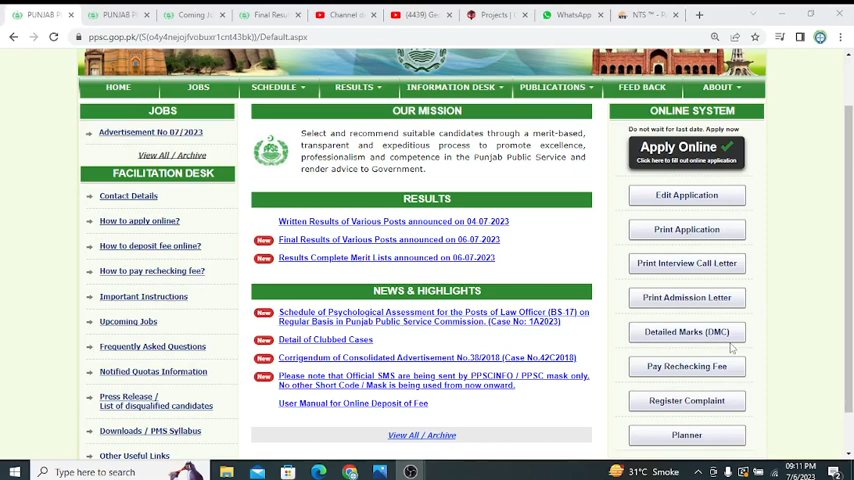 PUNJAB P
PUNJAB P
Coming J
Final Resu
Channel d
(4439) Ge
Projects | L
WhatsApp
NTS ™ - P
ppsc.gop.pk/(S(o4y4nejojfvobuxr1cnt43bk))/Default.aspx
HOME
JOBS
SCHEDULE
RESULTS
INFORMATION DESK
PUBLICATIONS
FEED BACK
ABOUT
JOBS
Advertisement No 07/2023
View All / Archive
FACILITATION DESK
Contact Details
How to apply online?
How to deposit fee online?
How to pay rechecking fee?
Important Instructions
Upcoming Jobs
Frequently Asked Questions
Notified Quotas Information
Press Release /
List of disqualified candidates
Downloads / PMS Syllabus
Other Useful Links
OUR MISSION
Select and recommend suitable candidates through a merit-based,
transparent and expeditious process to promote excellence,
professionalism and competence in the Punjab Public Service and
render advice to Government.
RESULTS
Written Results of Various Posts announced on 04-07-2023
New Final Results of Various Posts announced on 06-07-2023
New Results Complete Merit Lists announced on 06-07-2023
NEWS & HIGHLIGHTS
New Schedule of Psychological Assessment for the Posts of Law Officer (BS-17) on
Regular Basis in Punjab Public Service Commission. (Case No: 1A2023)
New Detail of Clubbed Cases
New Corrigendum of Consolidated Advertisement No.38/2018 (Case No.42C2018)
New Please note that Official SMS are being sent by PPSCINFO / PPSC mask only.
No other Short Code / Mask is being used from now onward.
User Manual for Online Deposit of Fee
View All / Archive
ONLINE SYSTEM
Do not wait for last date. Apply now
Apply Online
Click here to fill out online application
Edit Application
Print Application
Print Interview Call Letter
Print Admission Letter
Detailed Marks (DMC)
Pay Rechecking Fee
Register Complaint
Planner
Type here to search
31°C Smoke
09:11 PM
7/6/2023